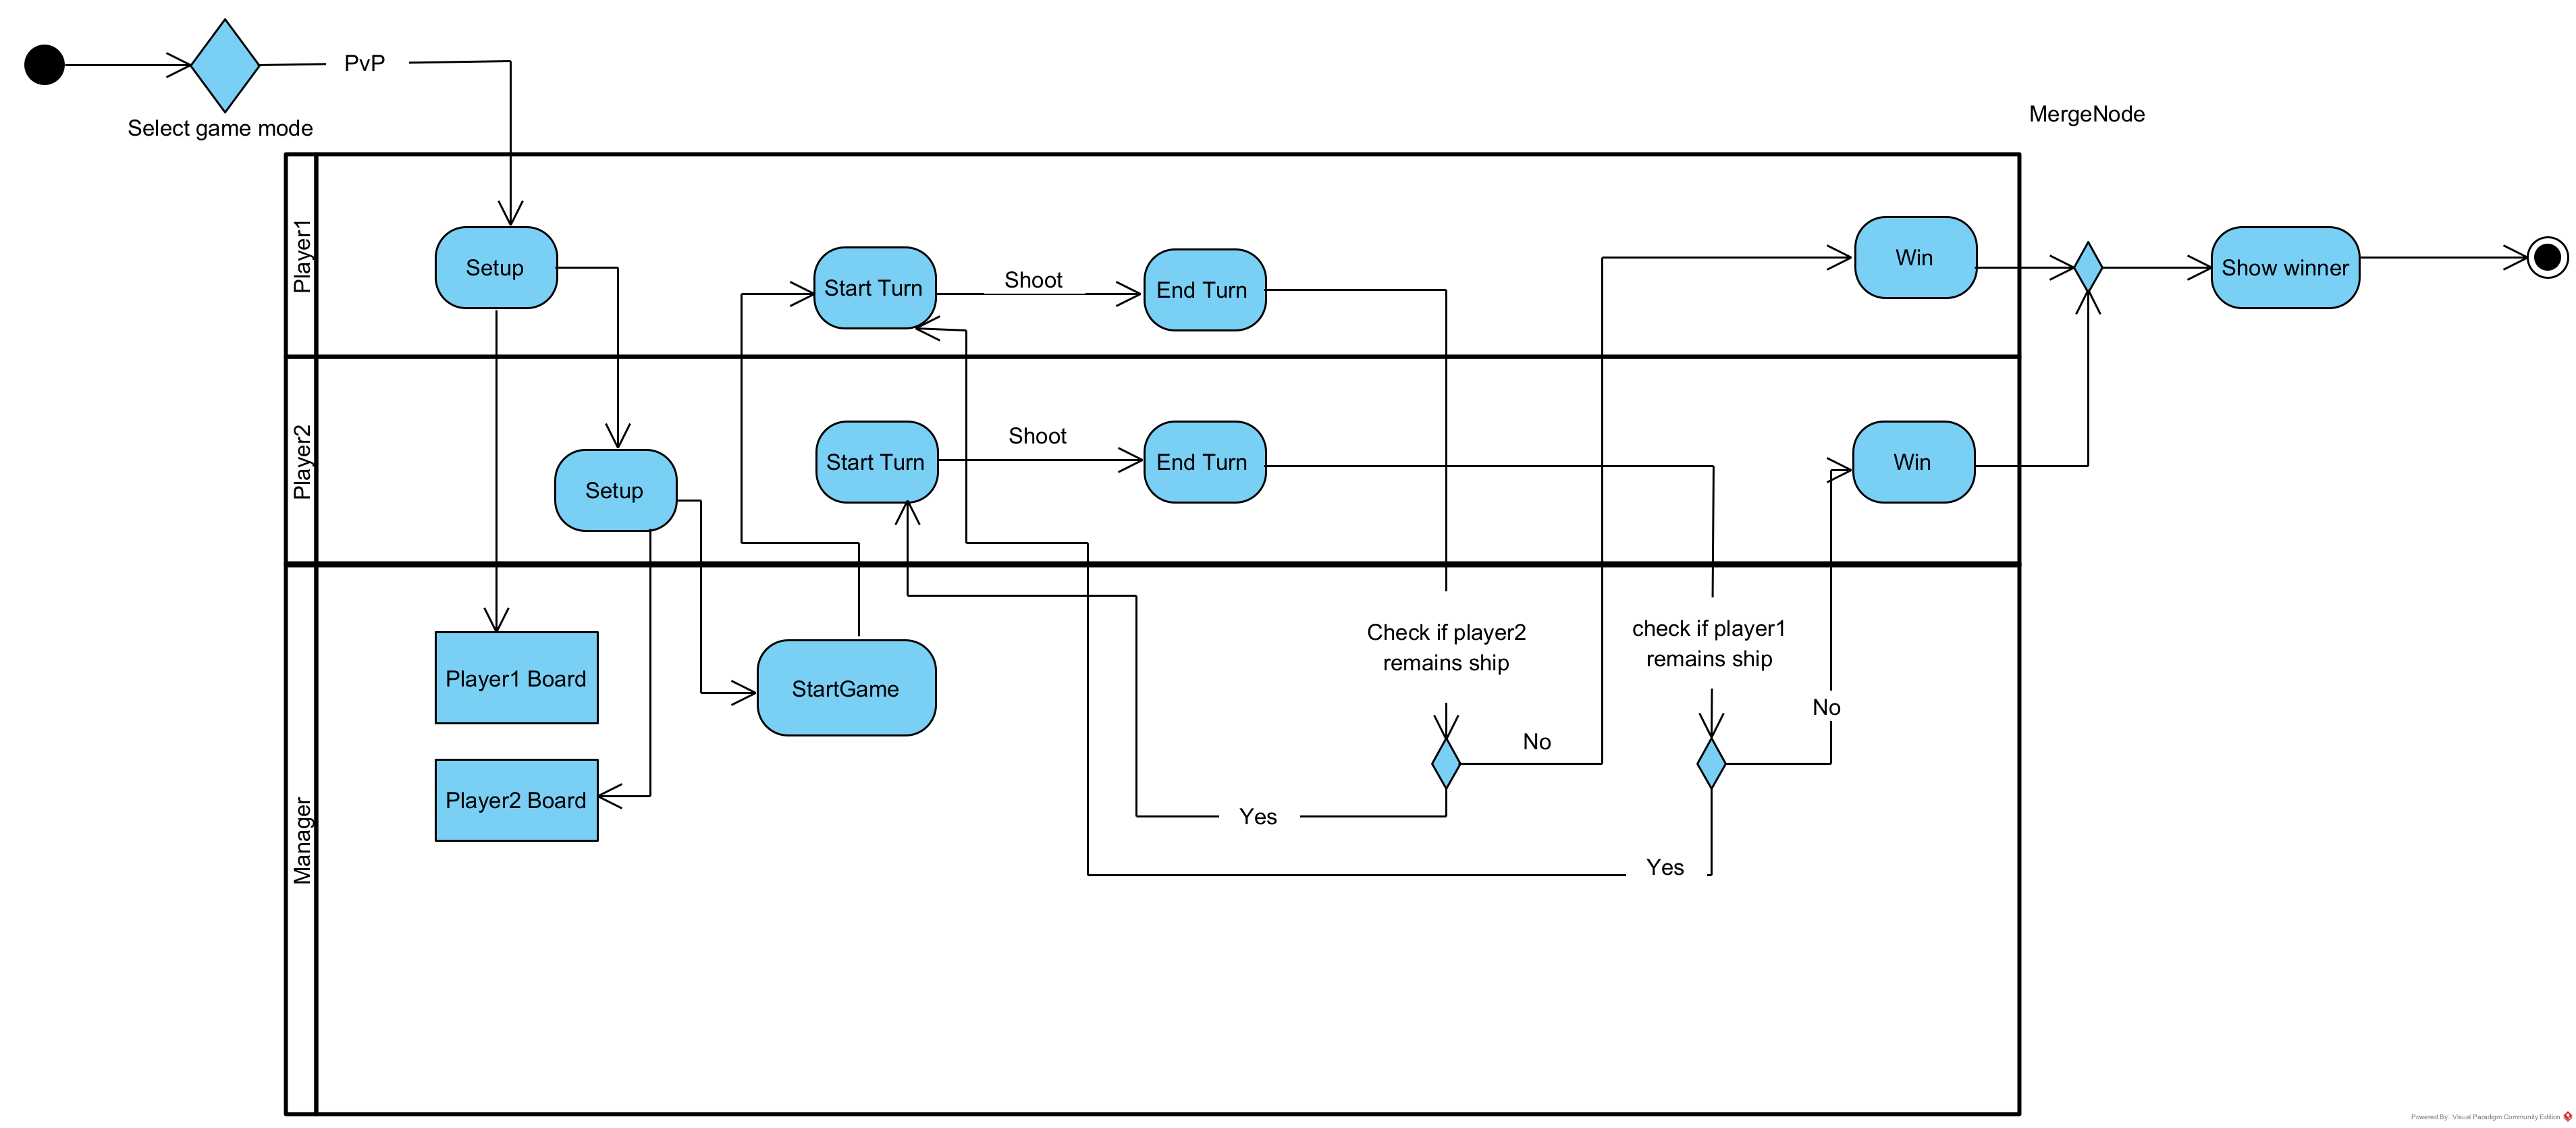 PvP
Select game mode
MergeNode
Player1
Setup
Start Turn
Shoot
End Turn
Win
Show winner
Player2
Setup
Start Turn
Shoot
End Turn
Win
Manager
Player1 Board
Player2 Board
StartGame
Check if player2
remains ship
check if player1
remains ship
No
No
Yes
Yes
Powered By: Visual Paradigm Community Edition